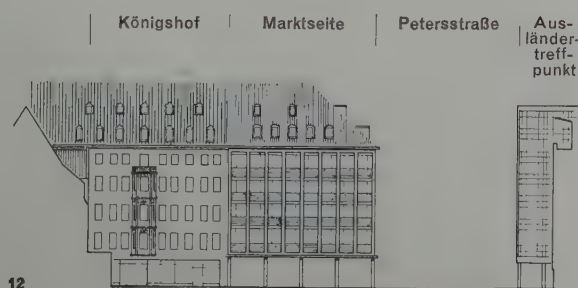 Königshof
Marktseite
Petersstraße
Aus-
länder-
treff-
punkt
12